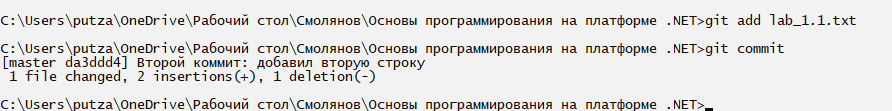 C:\Users\putza\OneDrive\Рабочий стол\Смолянов\Основы программирования на платформе .NET>git add lab_1.1.txt
C:\Users\putza\OneDrive\Рабочий стол\Смолянов\Основы программирования на платформе .NET>git commit
[master da3ddd4] Второй коммит: добавил вторую строку
 1 file changed, 2 insertions(+), 1 deletion(-)
C:\Users\putza\OneDrive\Рабочий стол\Смолянов\Основы программирования на платформе .NET>